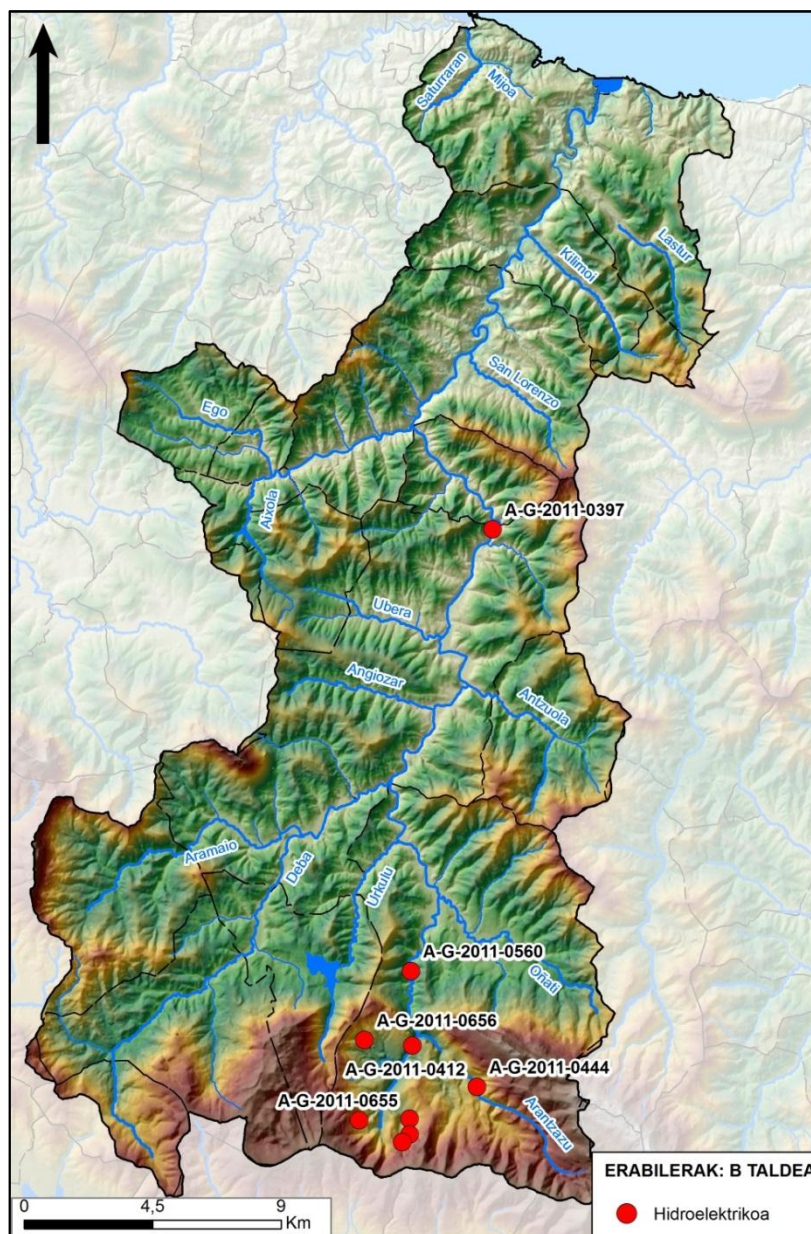 Saturraran
Mijoa
Lastur
Kilimoi
San Lorenzo
Ego
Aixola
A-G-2011-0397
Ubera
Angiozar
Antzuola
Aramaio
Deba
Urkulu
A-G-2011-0560
Oñati
A-G-2011-0656
A-G-2011-0412
A-G-2011-0444
A-G-2011-0655
Arantzazu
ERABILERAK: B TALDEA
Hidroelektrikoa
0 4,5 9
Km